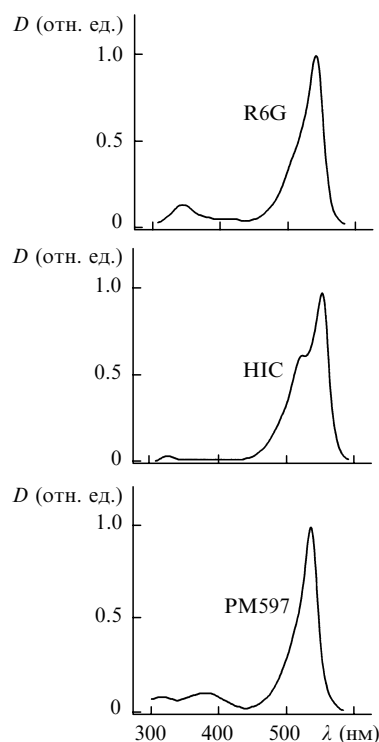 D (отн. ед.)
1.0
R6G
0.5
0
D (отн. ед.)
1.0
HIC
0.5
0
D (отн. ед.)
1.0
PM597
0.5
0
300 400 500 λ (нм)